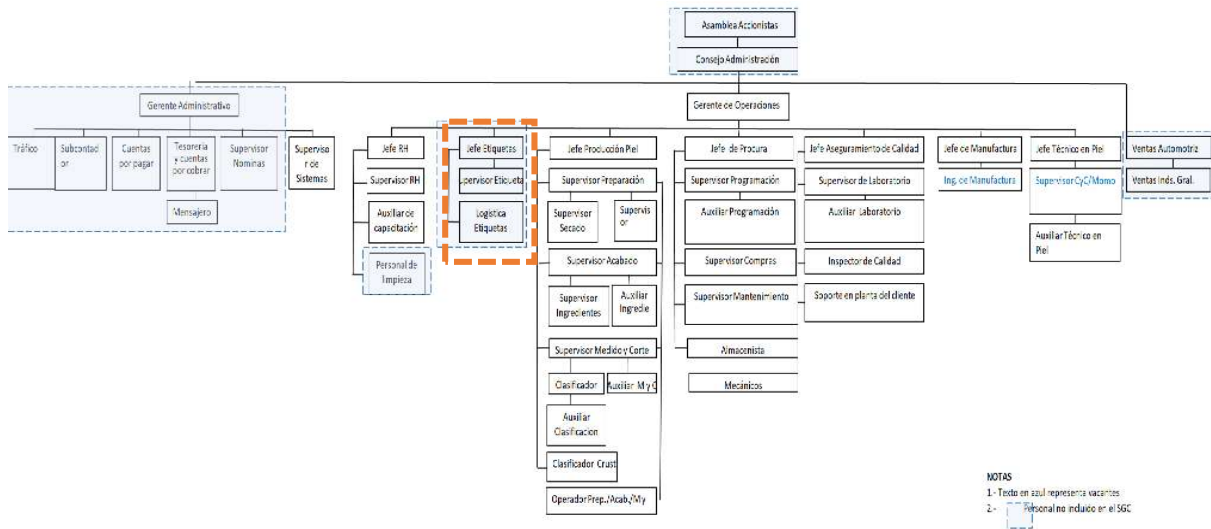 Asamblea Accionistas
Consejo Administración
Gerente Administrativo
Gerente de Operaciones
Tráfico
Subcontad
or
Cuentas
por pagar
Tesorería
y cuentas
por cobrar
Supervisor
Nominas
Superviso
r de
Sistemas
Mensajero
Jefe RH
Supervisor RH
Auxiliar de
capacitación
Personal de
limpieza
Jefe Etiquetas
upervisor Etiqueta
Logística
Etiquetas
Jefe Producción Piel
Supervisor Preparación
Supervisor
Secado
Supervis
or
Supervisor Acabado
Supervisor
Ingredientes
Auxiliar
Ingredie
Supervisor Medido y Corte
Clasificador
Auxiliar M y C
Auxiliar
Clasificacion
Clasificador Crust
Operador Prep./Acab./My
Jefe de Procura
Supervisor Programación
Auxiliar Programación
Supervisor Compras
Supervisor Mantenimiento
Almacenista
Mecánicos
Jefe Aseguramiento de Calidad
Supervisor de Laboratorio
Auxiliar Laboratorio
Inspector de Calidad
Soporte en planta del cliente
Jefe de Manufactura
Ing. de Manufactura
Jefe Técnico en Piel
Supervisor CyC/Momo
Auxiliar Técnico en
Piel
Ventas Automotriz
Ventas Inds. Gral.
NOTAS
1.- Texto en azul representa vacantes
2.- Personal no incluido en el SGC